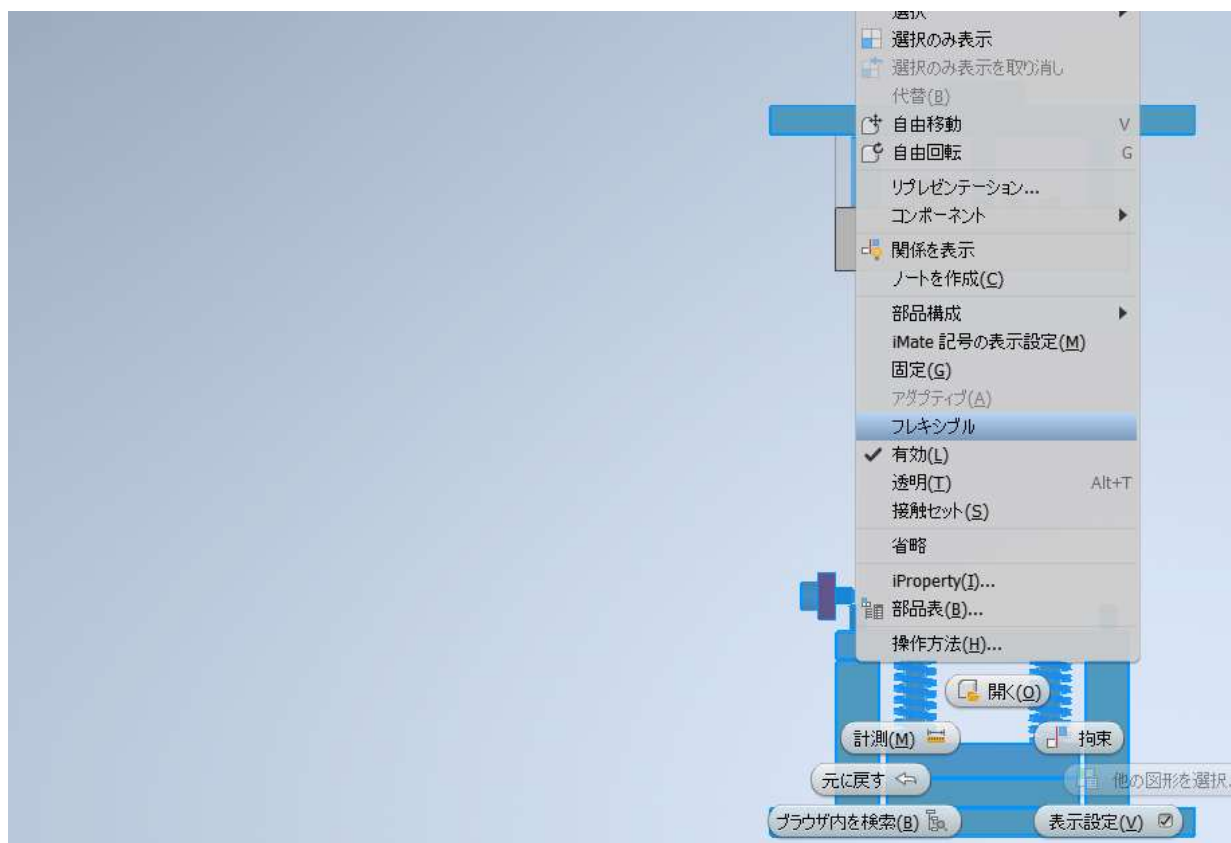 選択
選択のみ表示
選択のみ表示を取り消し
代替(B)
自由移動 V
自由回転 G
リプレゼンテーション...
コンポーネント
関係を表示
ノートを作成(C)
部品構成
iMate 記号の表示設定(M)
固定(G)
アダプティブ(A)
フレキシブル
有効(L)
透明(T) Alt+T
接触セット(S)
省略
iProperty(I)...
部品表(B)...
操作方法(H)...
開く(O)
計測(M) 拘束
元に戻す 他の図形を選択.
ブラウザ内を検索(B) 表示設定(V)